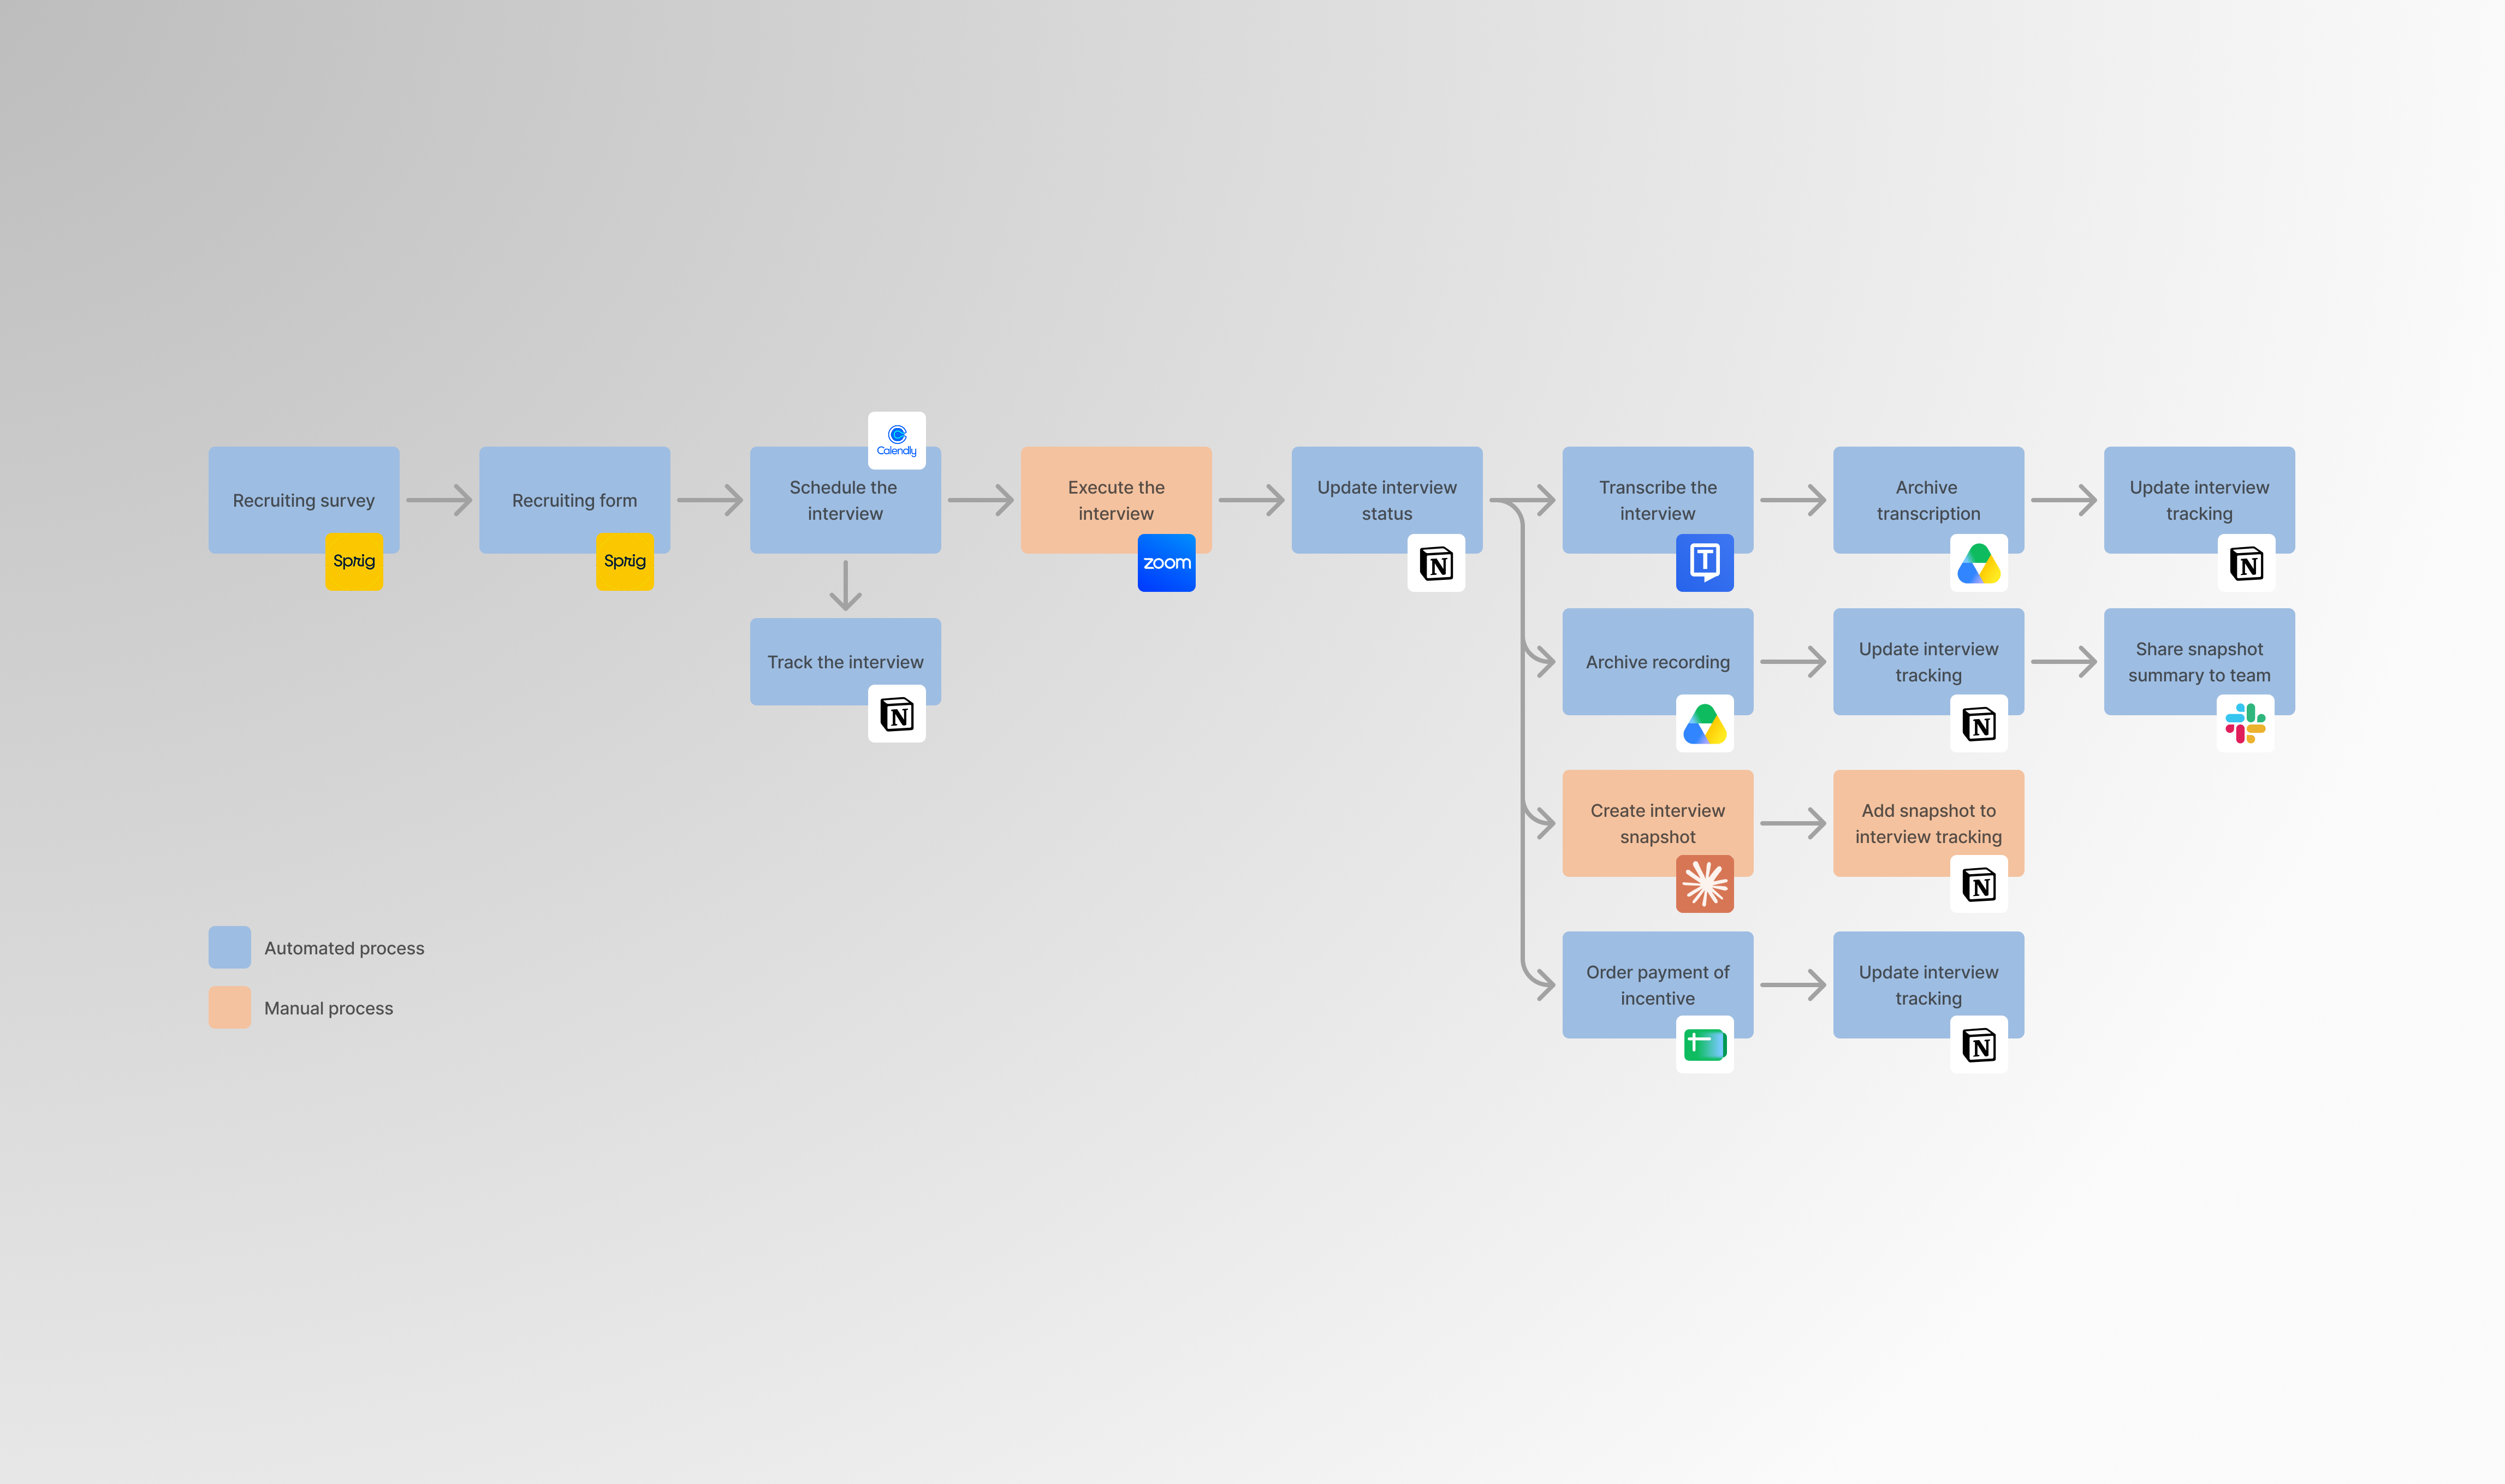 Calendly
Recruiting survey
Sprig
Recruiting form
Sprig
Schedule the
interview
Execute the
interview
zoom
Update interview
status
N
Transcribe the
interview
T
Archive
transcription
Update interview
tracking
N
Track the interview
N
Archive recording
Update interview
tracking
N
Share snapshot
summary to team
Create interview
snapshot
Add snapshot to
interview tracking
N
Order payment of
incentive
Update interview
tracking
N
Automated process
Manual process